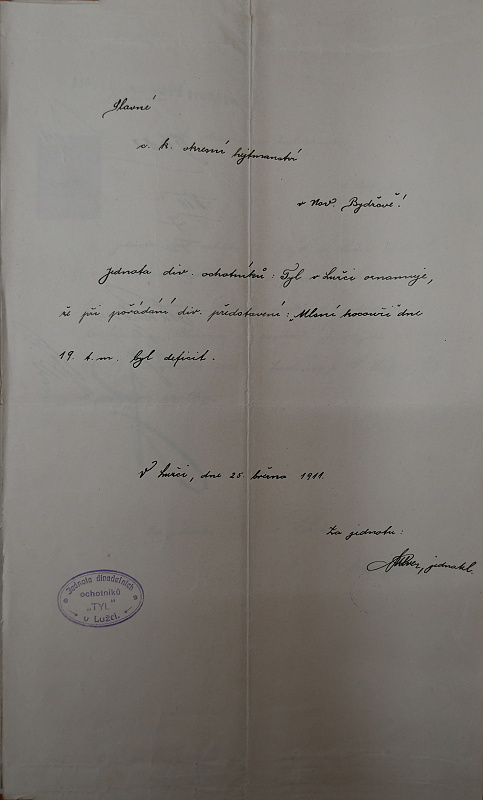 Slavné
c. k. okresní hejtmanství
v Nov. Bydžově!
Jednota div. ochotníků: Tyl v Lužci oznamuje,
že při pořádání div. představení: „Mlsní kocouři" dne
19. t. m. byl deficit.
V Lužci, dne 25. března 1911.
Za jednotu:
jednatel.
Jednota divadelních
ochotníků
„TYL"
v Lužci.